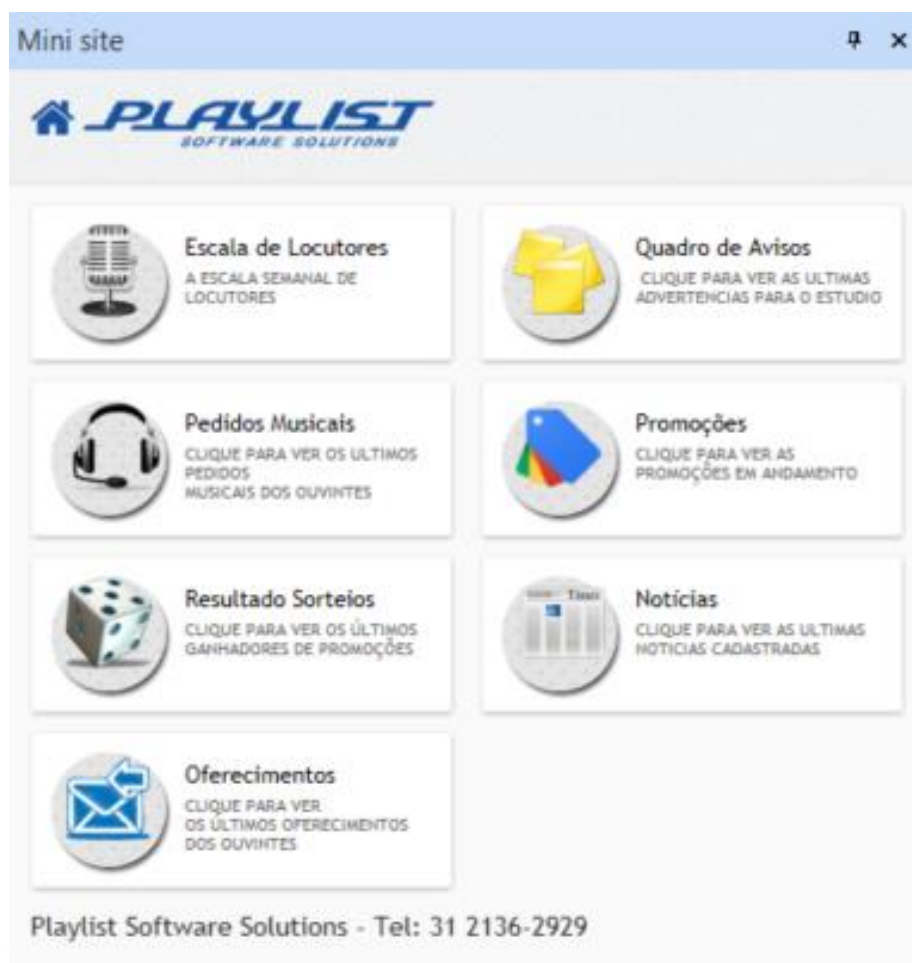 Mini site
PLAYLIST
SOFTWARE SOLUTIONS
Escala de Locutores
A ESCALA SEMANAL DE
LOCUTORES
Quadro de Avisos
CLIQUE PARA VER AS ULTIMAS
ADVERTENCIAS PARA O ESTUDIO
Pedidos Musicais
CLIQUE PARA VER OS ULTIMOS
PEDIDOS
MUSICAIS DOS OUVINTES
Promoções
CLIQUE PARA VER AS
PROMOÇÕES EM ANDAMENTO
Resultado Sorteios
CLIQUE PARA VER OS ÚLTIMOS
GANHADORES DE PROMOÇÕES
Times
Notícias
CLIQUE PARA VER AS ULTIMAS
NOTICIAS CADASTRADAS
Oferecimentos
CLIQUE PARA VER
OS ÚLTIMOS OFERECIMENTOS
DOS OUVINTES
Playlist Software Solutions - Tel: 31 2136-2929